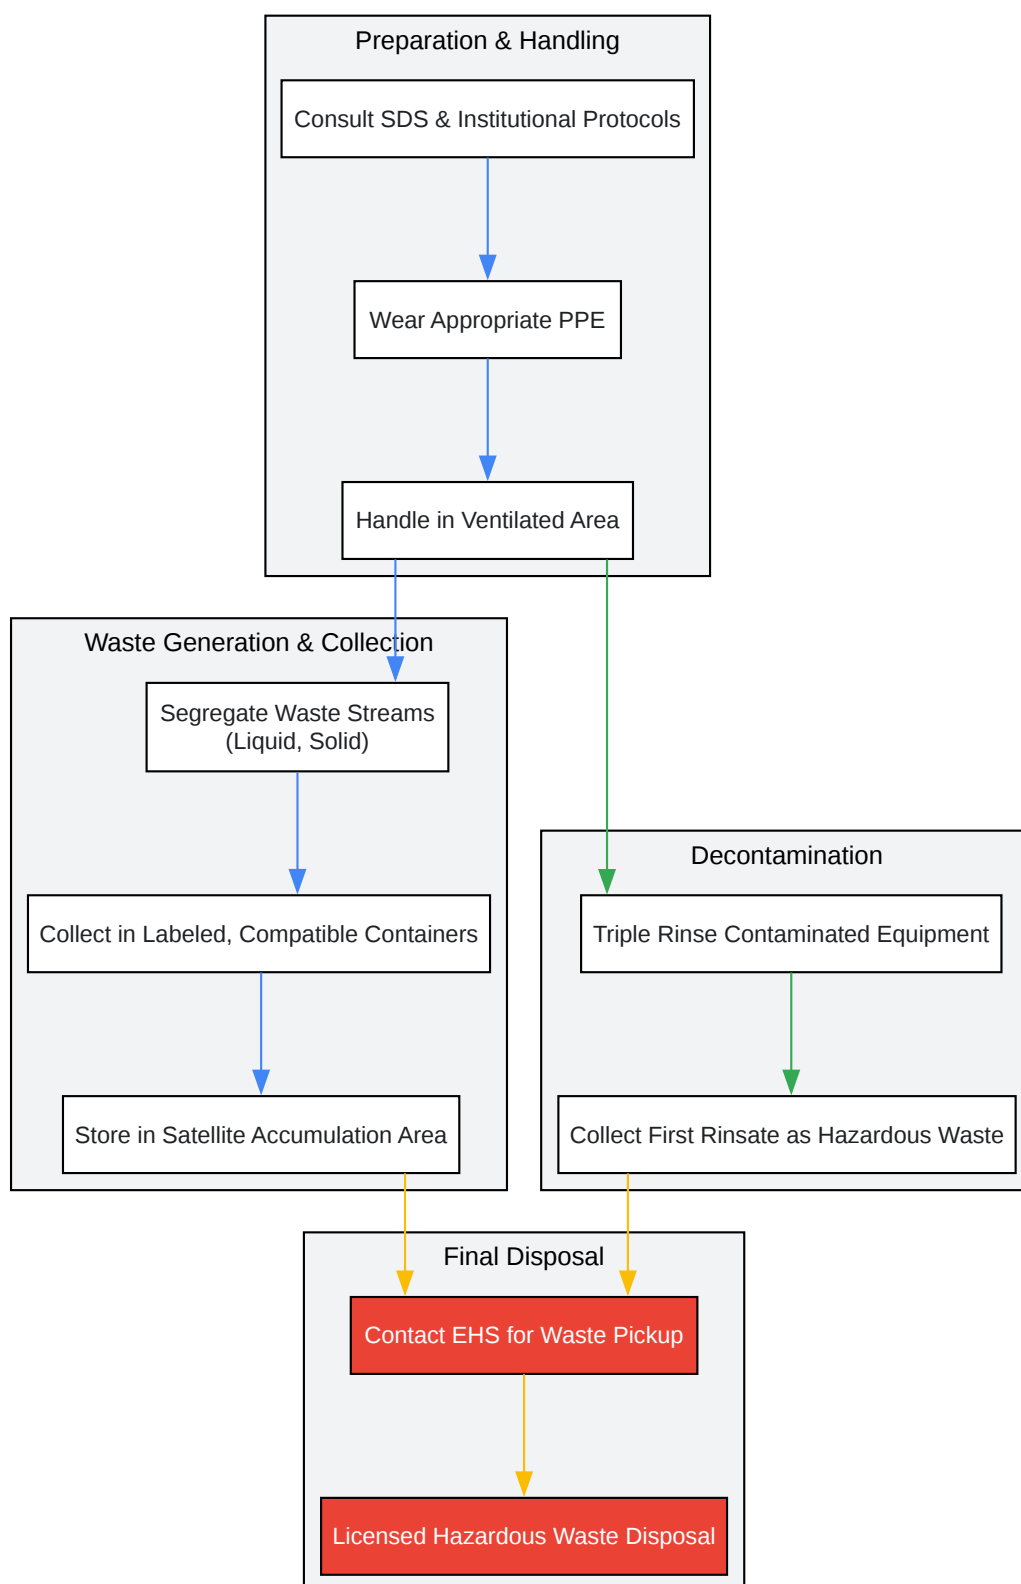 Preparation & Handling
Consult SDS & Institutional Protocols
Wear Appropriate PPE
Handle in Ventilated Area
Waste Generation & Collection
Segregate Waste Streams
(Liquid, Solid)
Collect in Labeled, Compatible Containers
Store in Satellite Accumulation Area
Decontamination
Triple Rinse Contaminated Equipment
Collect First Rinsate as Hazardous Waste
Final Disposal
Contact EHS for Waste Pickup
Licensed Hazardous Waste Disposal